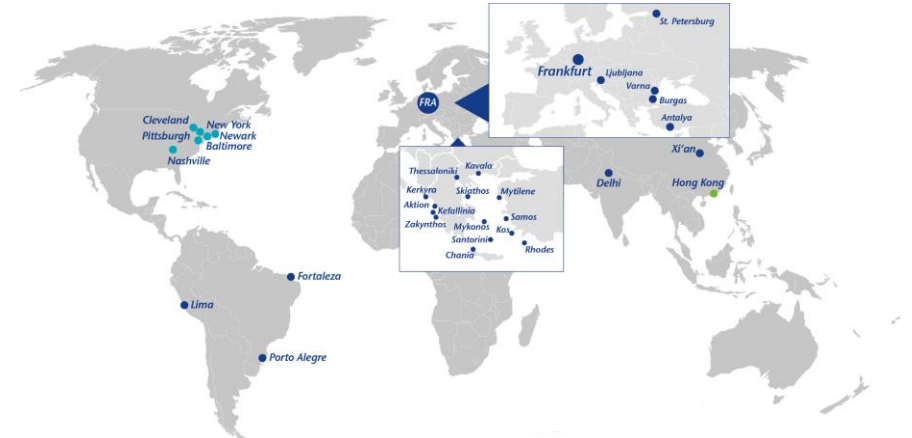 St. Petersburg
Frankfurt
Ljubljana
Varna
Burgas
Antalya
FRA
Cleveland
New York
Pittsburgh
Newark
Baltimore
Nashville
Xi'an
Delhi
Hong Kong
Thessaloniki
Kavala
Kerkyra
Skiathos
Mytilene
Aktion
Kefallinia
Zakynthos
Mykonos
Samos
Kos
Santorini
Rhodes
Chania
Fortaleza
Lima
Porto Alegre